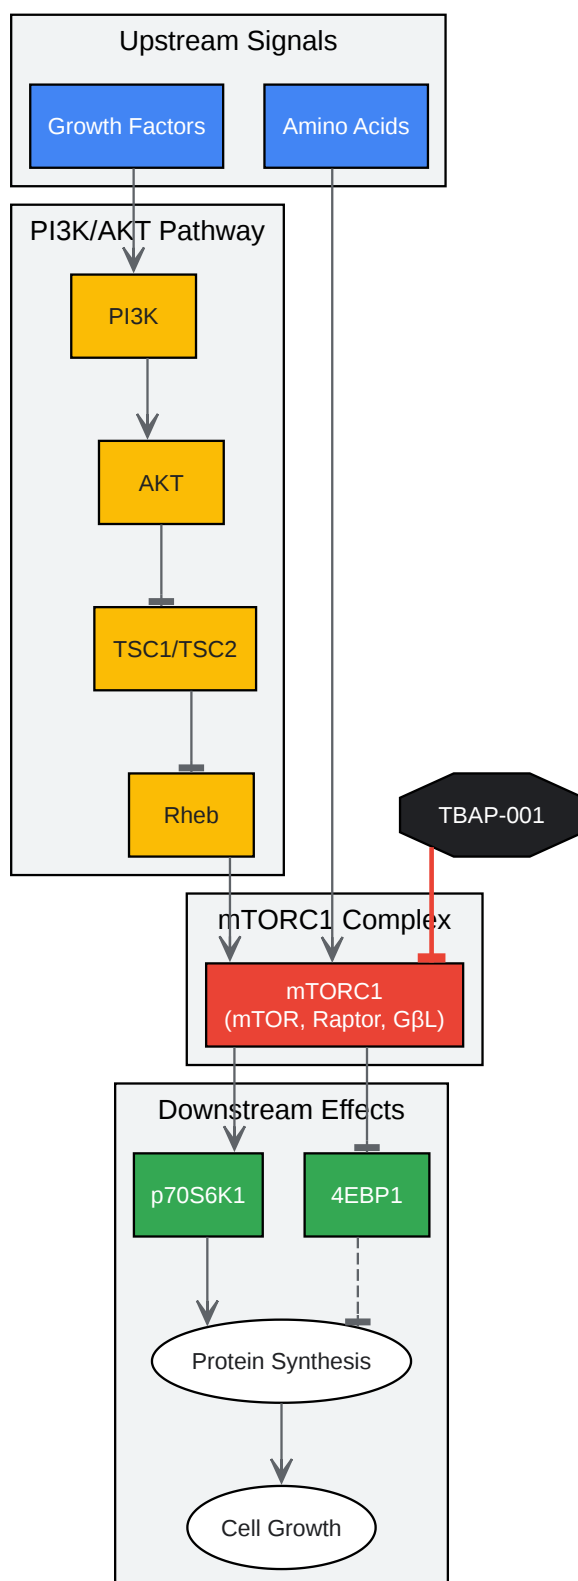 Upstream Signals
Growth Factors
Amino Acids
PI3K/AKT Pathway
PI3K
AKT
TSC1/TSC2
Rheb
TBAP-001
mTORC1 Complex
mTORC1
(mTOR, Raptor, GβL)
Downstream Effects
p70S6K1
4EBP1
Protein Synthesis
Cell Growth